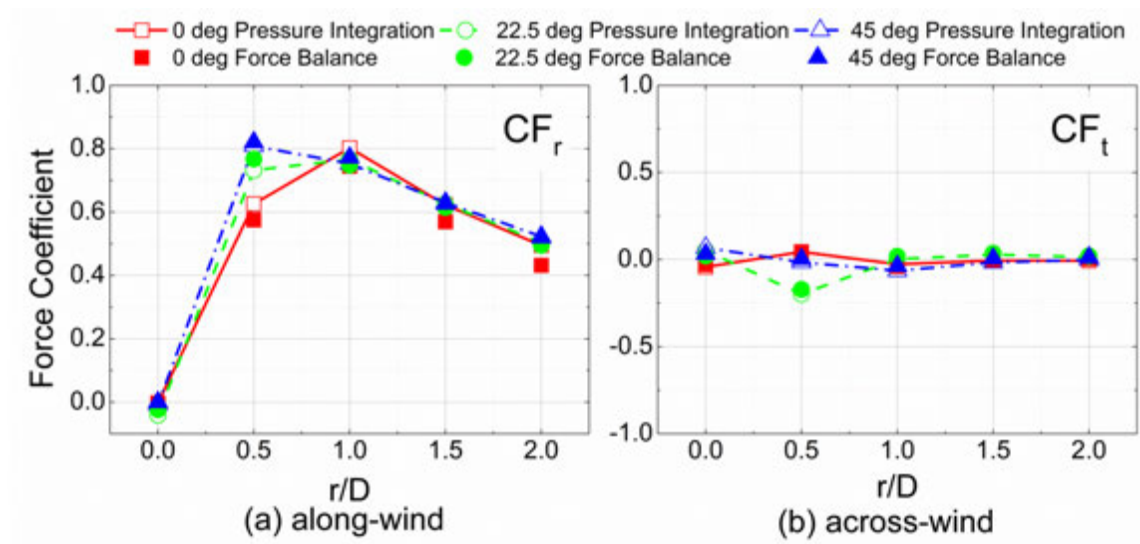 0 deg Pressure Integration 22.5 deg Pressure Integration 45 deg Pressure Integration
0 deg Force Balance 22.5 deg Force Balance 45 deg Force Balance
Force Coefficient
1.0
0.8
0.6
0.4
0.2
0.0
CFr
0.0 0.5 1.0 1.5 2.0
r/D
(a) along-wind
1.0
0.5
0.0
-0.5
-1.0
CFt
0.0 0.5 1.0 1.5 2.0
r/D
(b) across-wind